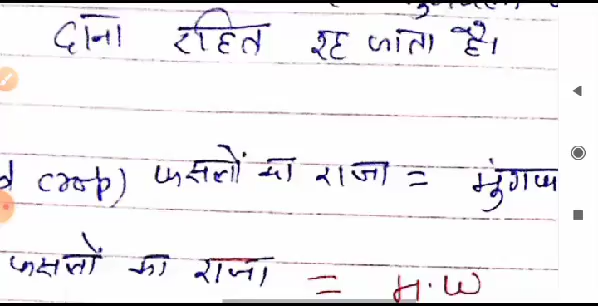 दाना रहित रह जाता है।
crop) फसलों का राजा = मुंगफ
फसलों का राजा = H.W